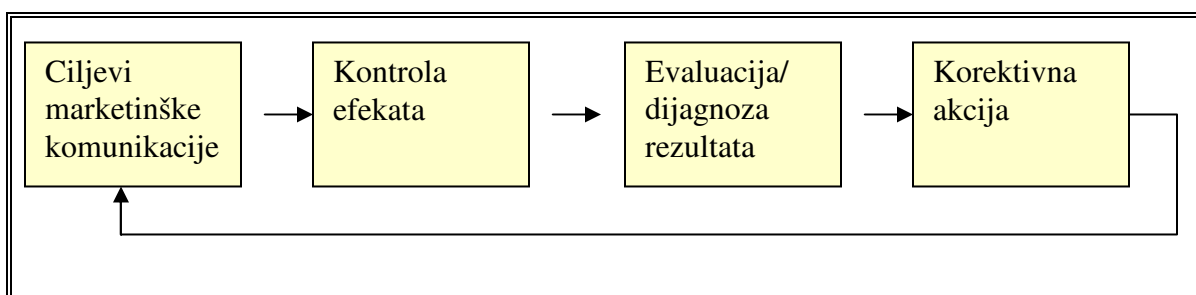 Ciljevi
marketinške
komunikacije
Kontrola
efekata
Evaluacija/
dijagnoza
rezultata
Korektivna
akcija